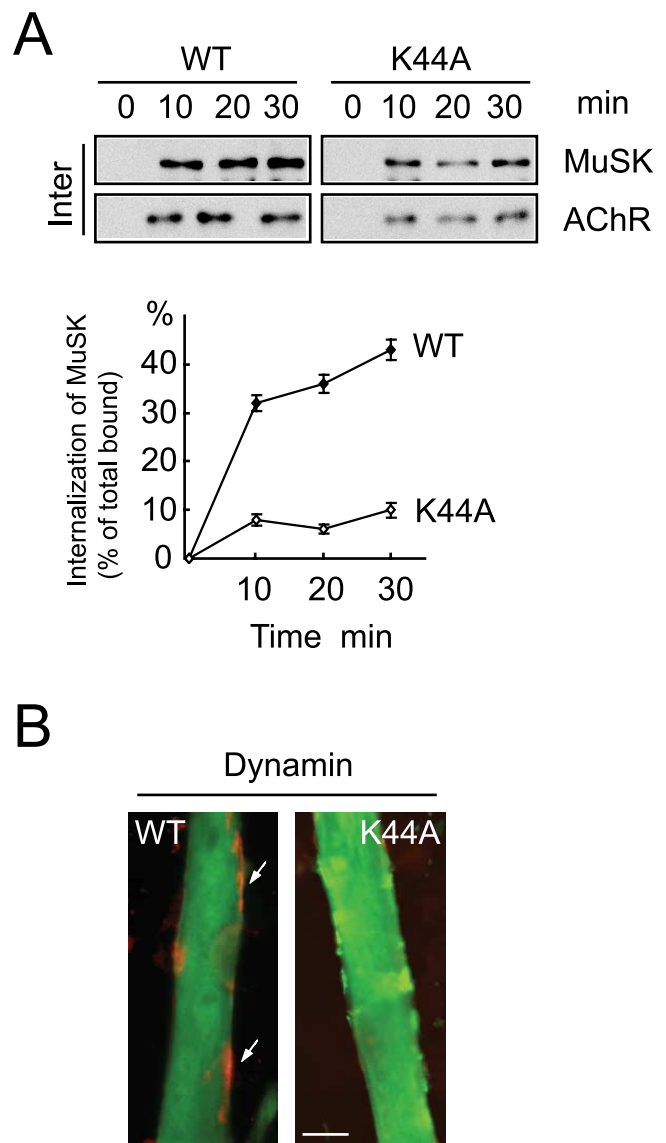 A
WT K44A
0 10 20 30 0 10 20 30 min
Inter
MuSK
AChR
%
Internalization of MuSK
(% of total bound)
40
30
20
10
0
WT
K44A
10 20 30
Time min
B
Dynamin
WT K44A